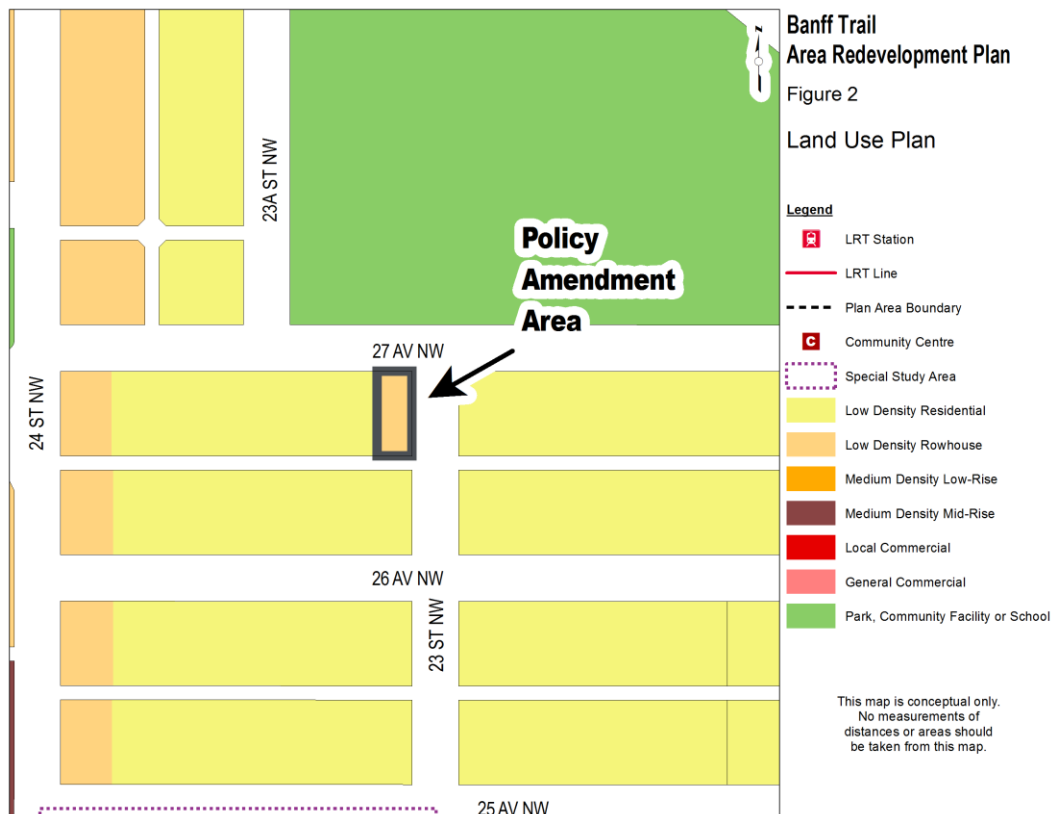 Banff Trail
Area Redevelopment Plan
Figure 2
Land Use Plan
Legend
LRT Station
LRT Line
Plan Area Boundary
C
Community Centre
Special Study Area
Low Density Residential
Low Density Rowhouse
Medium Density Low-Rise
Medium Density Mid-Rise
Local Commercial
General Commercial
Park, Community Facility or School
This map is conceptual only.
No measurements of
distances or areas should
be taken from this map.
N
23A ST NW
Policy
Amendment
Area
27 AV NW
24 ST NW
26 AV NW
23 ST NW
25 AV NW